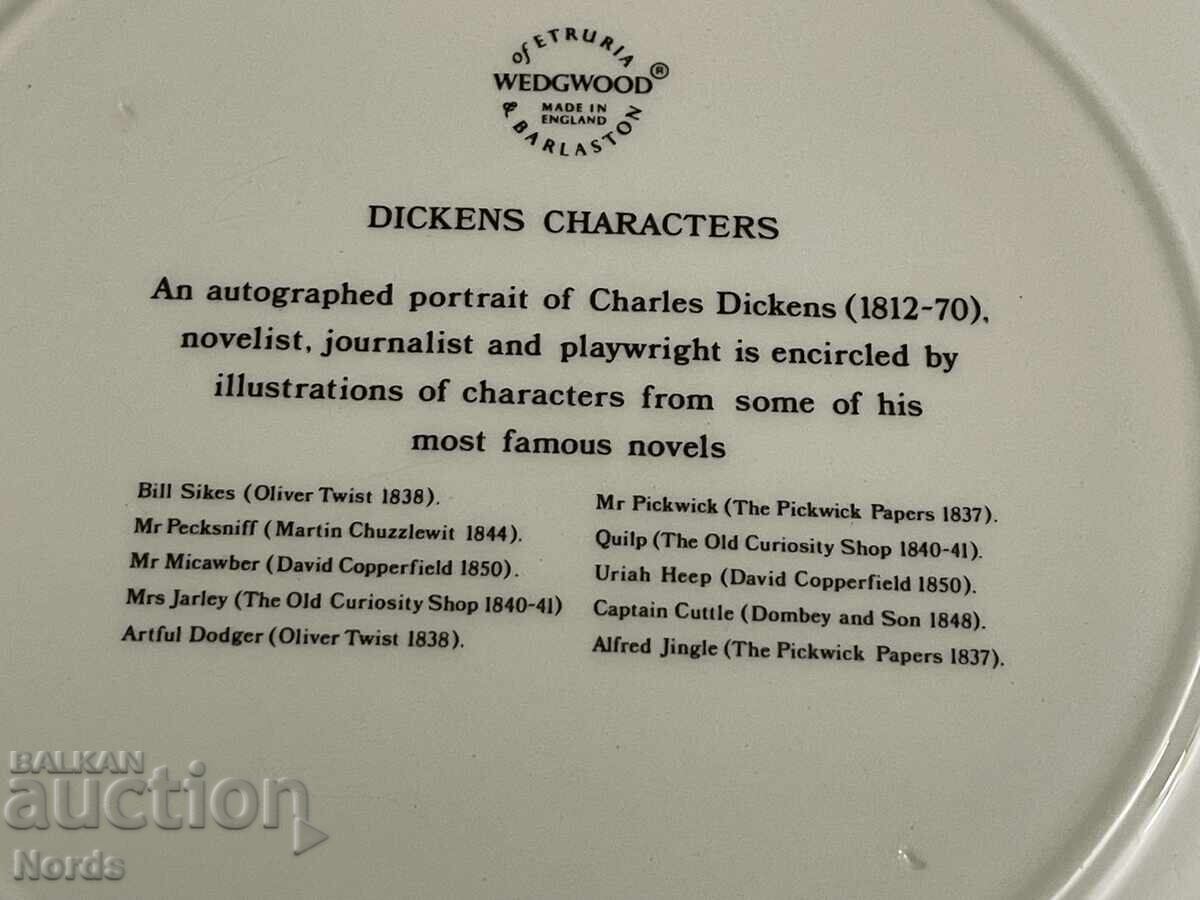 of ETRURIA
WEDGWOOD®
MADE IN
ENGLAND
& BARLASTON
DICKENS CHARACTERS
An autographed portrait of Charles Dickens (1812-70),
novelist, journalist and playwright is encircled by
illustrations of characters from some of his
most famous novels
Bill Sikes (Oliver Twist 1838).
Mr Pecksniff (Martin Chuzzlewit 1844).
Mr Micawber (David Copperfield 1850).
Mrs Jarley (The Old Curiosity Shop 1840-41)
Artful Dodger (Oliver Twist 1838).
Mr Pickwick (The Pickwick Papers 1837).
Quilp (The Old Curiosity Shop 1840-41).
Uriah Heep (David Copperfield 1850).
Captain Cuttle (Dombey and Son 1848).
Alfred Jingle (The Pickwick Papers 1837).
BALKAN
auction
Nords